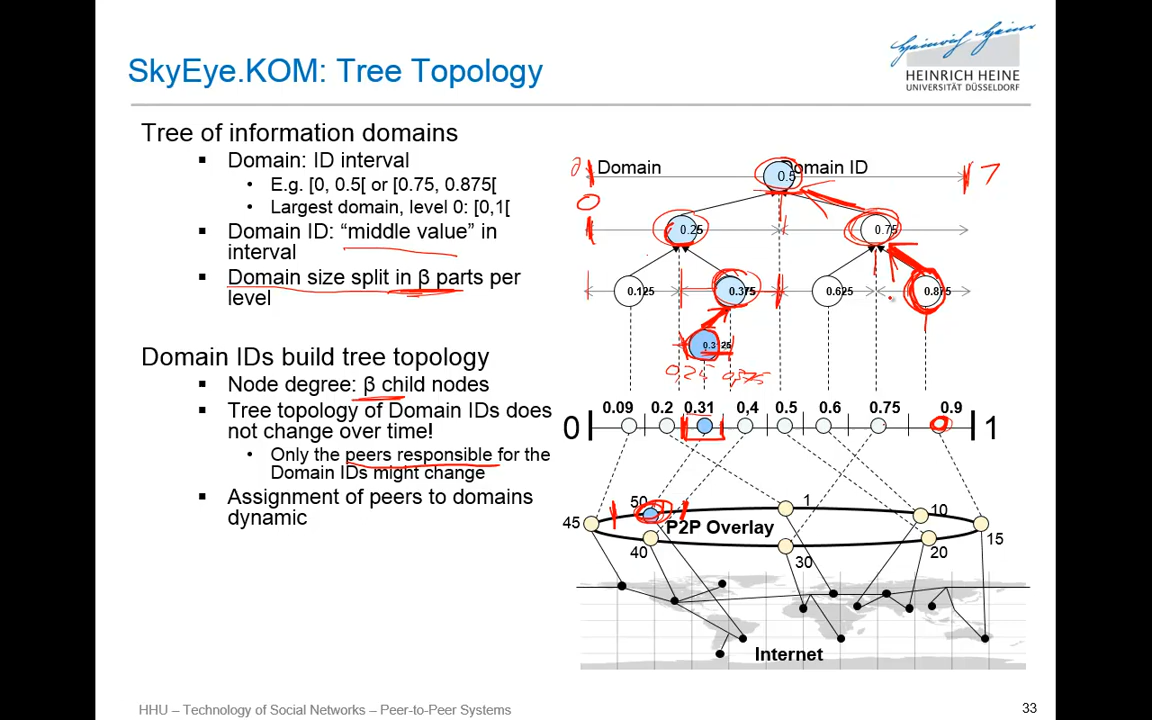 SkyEye.KOM: Tree Topology
Heinrich Heine
HEINRICH HEINE
UNIVERSITÄT DÜSSELDORF
Tree of information domains
▪ Domain: ID interval
• E.g. [0, 0.5[ or [0.75, 0.875[
• Largest domain, level 0: [0,1[
▪ Domain ID: “middle value” in
interval
▪ Domain size split in β parts per
level
Domain IDs build tree topology
▪ Node degree: β child nodes
▪ Tree topology of Domain IDs does
not change over time!
• Only the peers responsible for the
Domain IDs might change
▪ Assignment of peers to domains
dynamic
Domain Domain ID
0.5
0
0.25 0.75
0.125 0.375 0.625 0.875
0.3125
0.09 0.2 0.31 0,4 0.5 0.6 0.75 0.9
0 1
50 1
45 P2P Overlay 10
15
40 30 20
Internet
HHU – Technology of Social Networks – Peer-to-Peer Systems
33